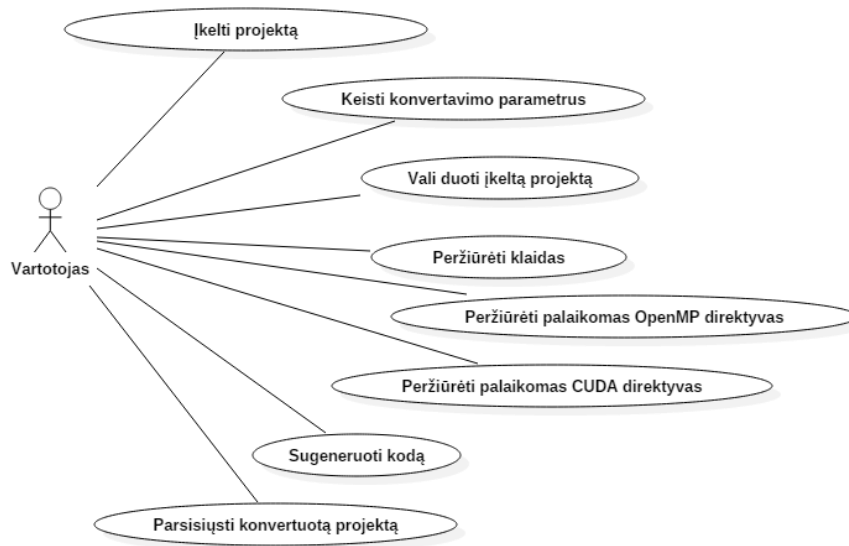 Įkelti projektą
Keisti konvertavimo parametrus
Vali duoti įkeltą projektą
Peržiūrėti klaidas
Vartotojas
Peržiūrėti palaikomas OpenMP direktyvas
Peržiūrėti palaikomas CUDA direktyvas
Sugeneruoti kodą
Parsisiųsti konvertuotą projektą